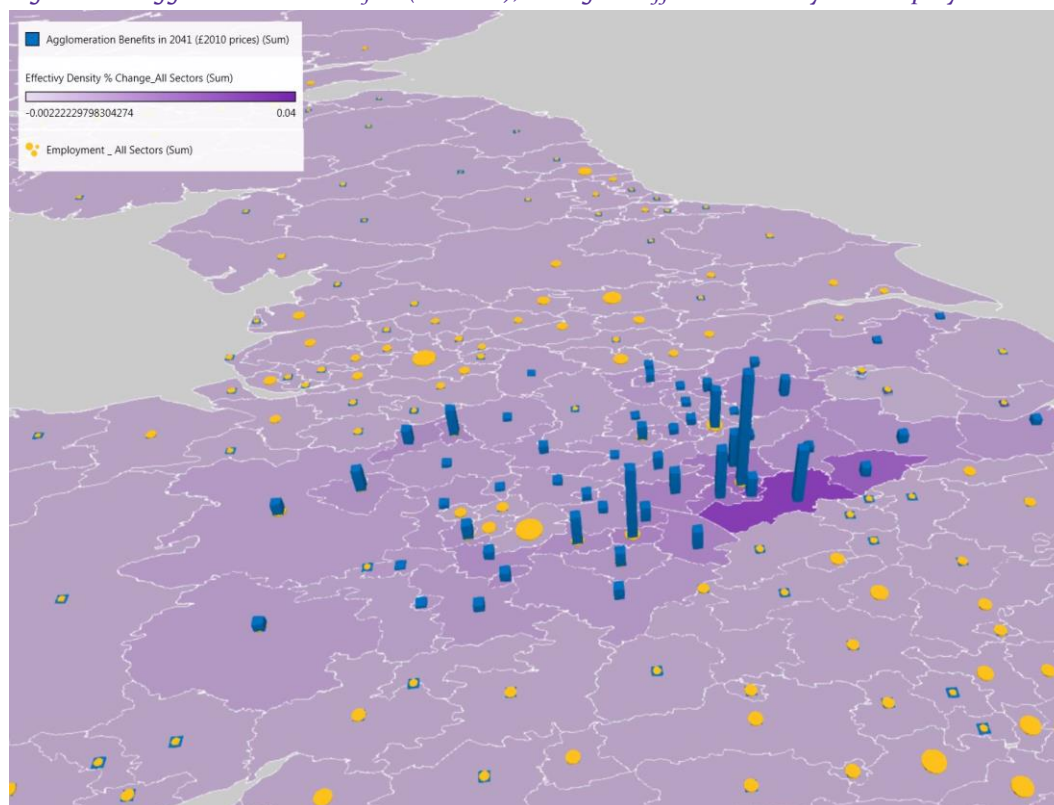 Agglomeration Benefits in 2041 (£2010 prices) (Sum)
Effectivy Density % Change_All Sectors (Sum)
-0.00222229798304274 0.04
Employment _ All Sectors (Sum)